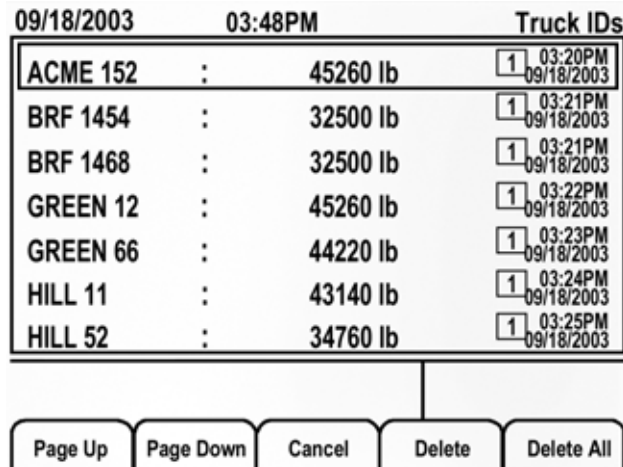 09/18/2003 03:48PM Truck IDs
ACME 152 : 45260 lb 1 03:20PM 09/18/2003
BRF 1454 : 32500 lb 1 03:21PM 09/18/2003
BRF 1468 : 32500 lb 1 03:21PM 09/18/2003
GREEN 12 : 45260 lb 1 03:22PM 09/18/2003
GREEN 66 : 44220 lb 1 03:23PM 09/18/2003
HILL 11 : 43140 lb 1 03:24PM 09/18/2003
HILL 52 : 34760 lb 1 03:25PM 09/18/2003
Page Up Page Down Cancel Delete Delete All